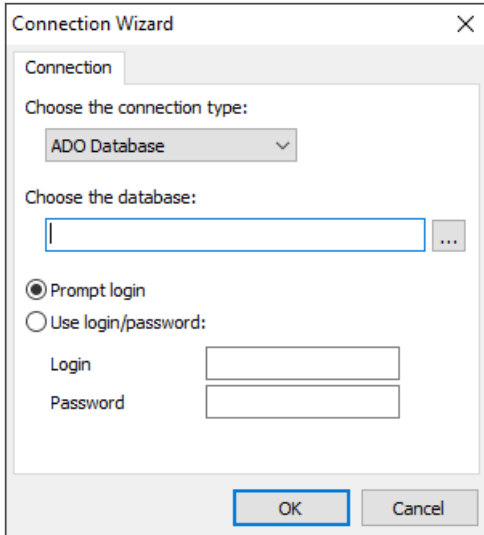 Connection Wizard
Connection
Choose the connection type:
ADO Database
Choose the database:
...
Prompt login
Use login/password:
Login
Password
OK Cancel